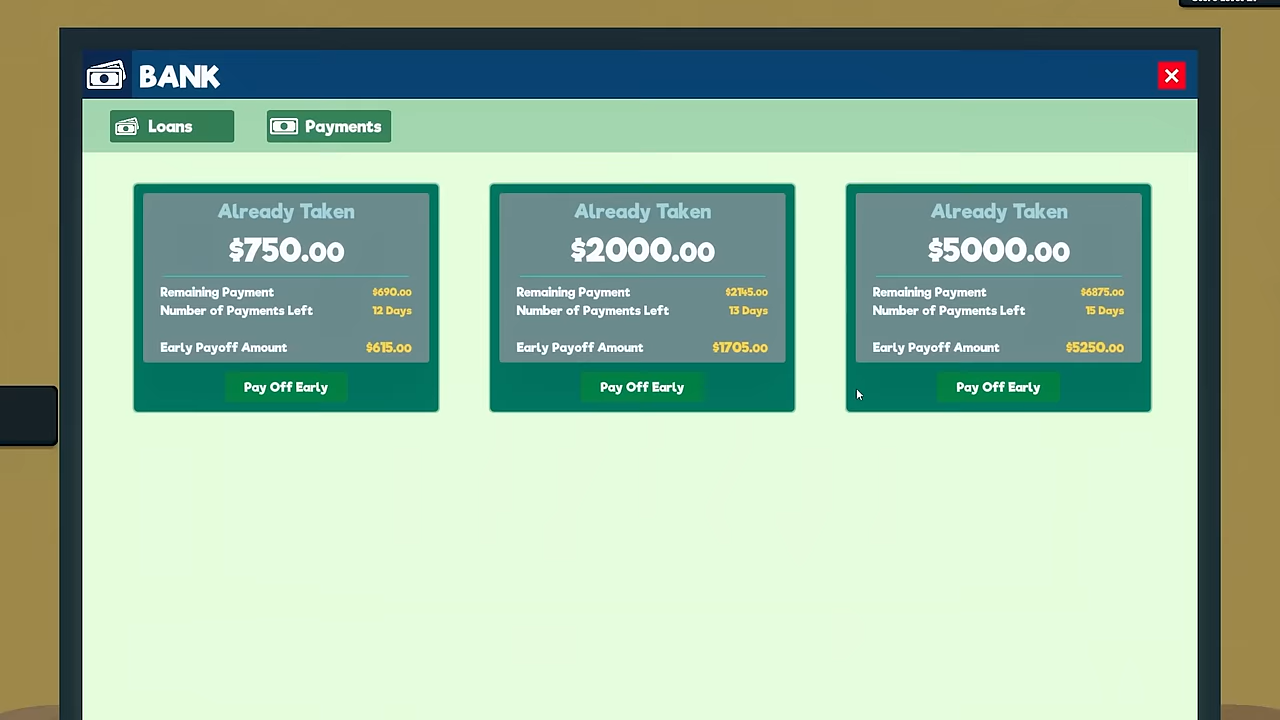 BANK
Loans
Payments
Already Taken
$750.00
Remaining Payment $690.00
Number of Payments Left 12 Days
Early Payoff Amount $615.00
Pay Off Early
Already Taken
$2000.00
Remaining Payment $2145.00
Number of Payments Left 13 Days
Early Payoff Amount $1705.00
Pay Off Early
Already Taken
$5000.00
Remaining Payment $6875.00
Number of Payments Left 15 Days
Early Payoff Amount $5250.00
Pay Off Early